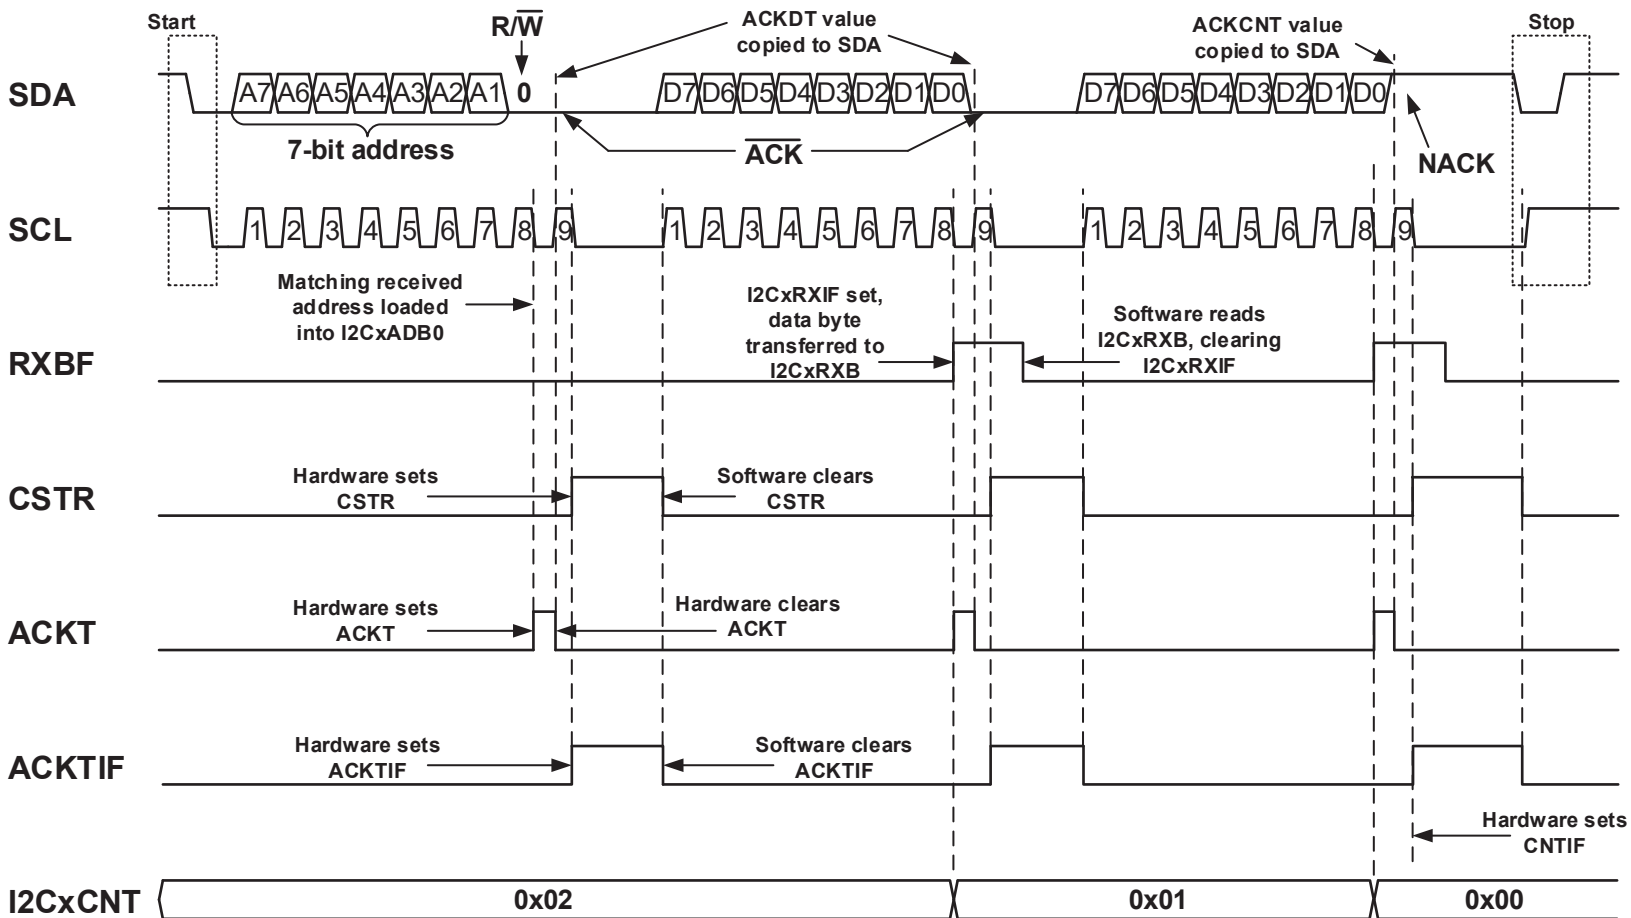 Start
R/W̅
ACKDT value
copied to SDA
ACKCNT value
copied to SDA
Stop
SDA
A7 A6 A5 A4 A3 A2 A1 0
D7 D6 D5 D4 D3 D2 D1 D0
D7 D6 D5 D4 D3 D2 D1 D0
7-bit address
A̅C̅K̅
NACK
SCL
1 2 3 4 5 6 7 8 9
1 2 3 4 5 6 7 8 9
1 2 3 4 5 6 7 8 9
Matching received
address loaded
into I2CxADB0
I2CxRXIF set,
data byte
transferred to
I2CxRXB
Software reads
I2CxRXB, clearing
I2CxRXIF
RXBF
Hardware sets
CSTR
Software clears
CSTR
CSTR
Hardware sets
ACKT
Hardware clears
ACKT
ACKT
Hardware sets
ACKTIF
Software clears
ACKTIF
ACKTIF
Hardware sets
CNTIF
I2CxCNT
0x02
0x01
0x00